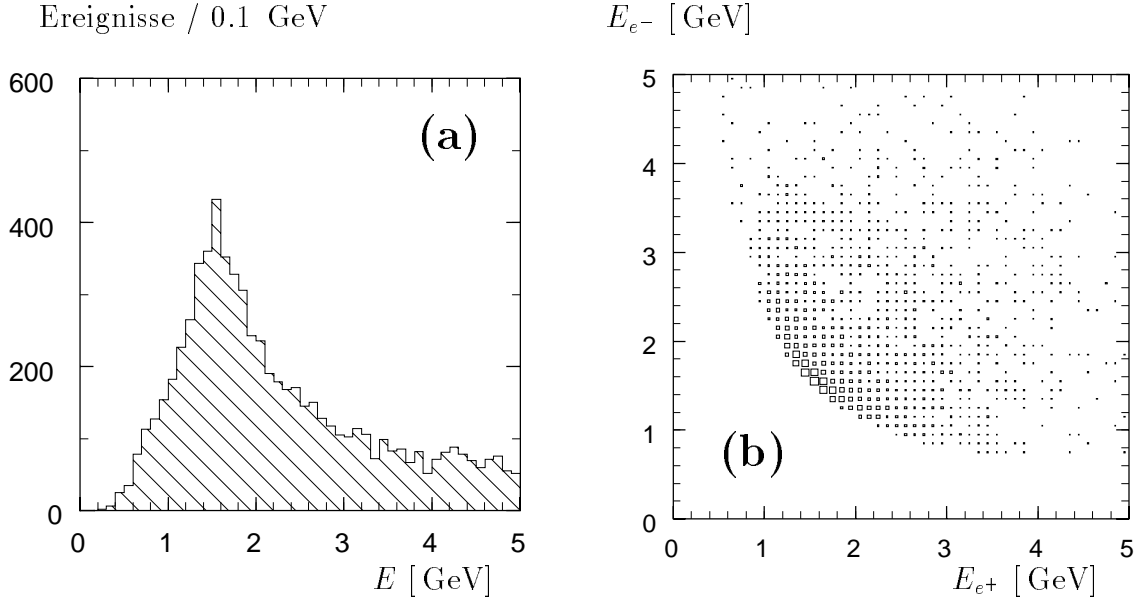 Ereignisse / 0.1 GeV
600
400
200
0
0 1 2 3 4 5
(a)
E [ GeV]
E_{e^-} [ GeV]
5
4
3
2
1
0
0 1 2 3 4 5
(b)
E_{e^+} [ GeV]